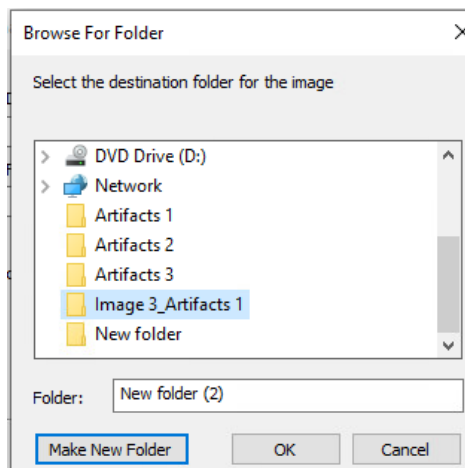 Browse For Folder
Select the destination folder for the image
DVD Drive (D:)
Network
Artifacts 1
Artifacts 2
Artifacts 3
Image 3_Artifacts 1
New folder
Folder: New folder (2)
Make New Folder OK Cancel